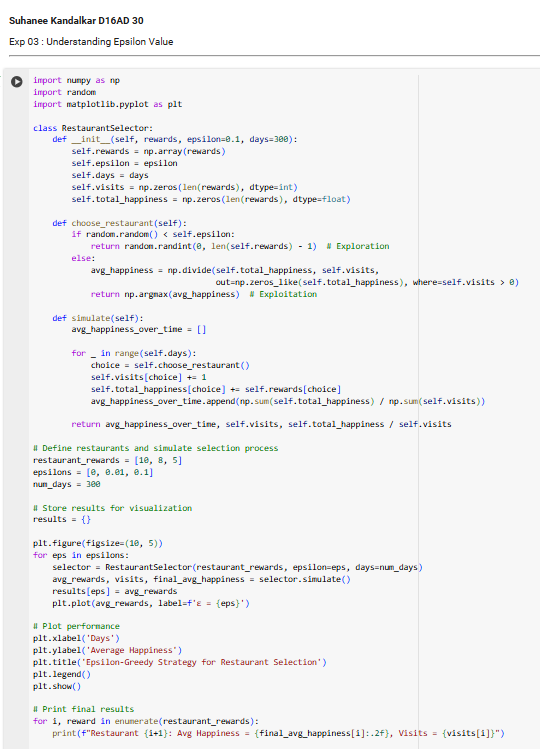 Suhanee Kandalkar D16AD 30
Exp 03 : Understanding Epsilon Value
import numpy as np
import random
import matplotlib.pyplot as plt
class RestaurantSelector:
    def __init__(self, rewards, epsilon=0.1, days=300):
        self.rewards = np.array(rewards)
        self.epsilon = epsilon
        self.days = days
        self.visits = np.zeros(len(rewards), dtype=int)
        self.total_happiness = np.zeros(len(rewards), dtype=float)
    def choose_restaurant(self):
        if random.random() < self.epsilon:
            return random.randint(0, len(self.rewards) - 1)  # Exploration
        else:
            avg_happiness = np.divide(self.total_happiness, self.visits,
                                      out=np.zeros_like(self.total_happiness), where=self.visits > 0)
            return np.argmax(avg_happiness)  # Exploitation
    def simulate(self):
        avg_happiness_over_time = []
        for _ in range(self.days):
            choice = self.choose_restaurant()
            self.visits[choice] += 1
            self.total_happiness[choice] += self.rewards[choice]
            avg_happiness_over_time.append(np.sum(self.total_happiness) / np.sum(self.visits))
        return avg_happiness_over_time, self.visits, self.total_happiness / self.visits
# Define restaurants and simulate selection process
restaurant_rewards = [10, 8, 5]
epsilons = [0, 0.01, 0.1]
num_days = 300
# Store results for visualization
results = {}
plt.figure(figsize=(10, 5))
for eps in epsilons:
    selector = RestaurantSelector(restaurant_rewards, epsilon=eps, days=num_days)
    avg_rewards, visits, final_avg_happiness = selector.simulate()
    results[eps] = avg_rewards
    plt.plot(avg_rewards, label=f'ε = {eps}')
# Plot performance
plt.xlabel('Days')
plt.ylabel('Average Happiness')
plt.title('Epsilon-Greedy Strategy for Restaurant Selection')
plt.legend()
plt.show()
# Print final results
for i, reward in enumerate(restaurant_rewards):
    print(f"Restaurant {i+1}: Avg Happiness = {final_avg_happiness[i]:.2f}, Visits = {visits[i]}")